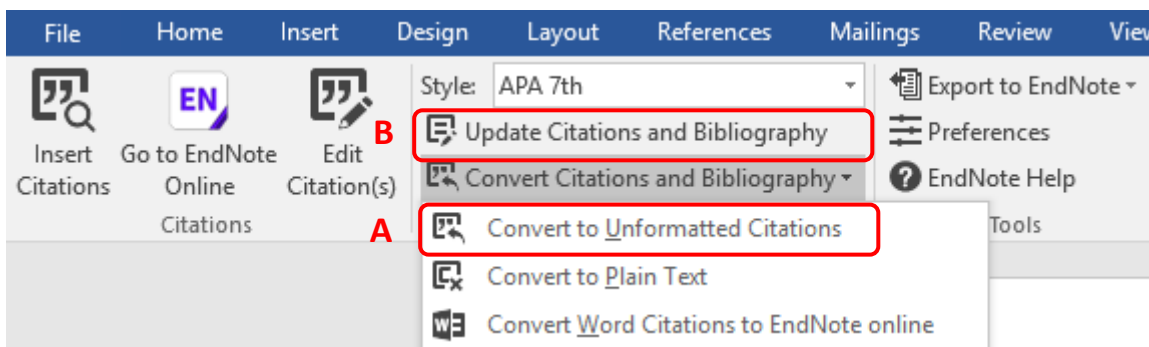 File Home Insert Design Layout References Mailings Review View
Style: APA 7th
EN
B
Update Citations and Bibliography
Convert Citations and Bibliography
Insert Citations
Go to EndNote Online
Edit Citation(s)
Citations
Export to EndNote
Preferences
EndNote Help
Tools
A
Convert to Unformatted Citations
Convert to Plain Text
Convert Word Citations to EndNote online